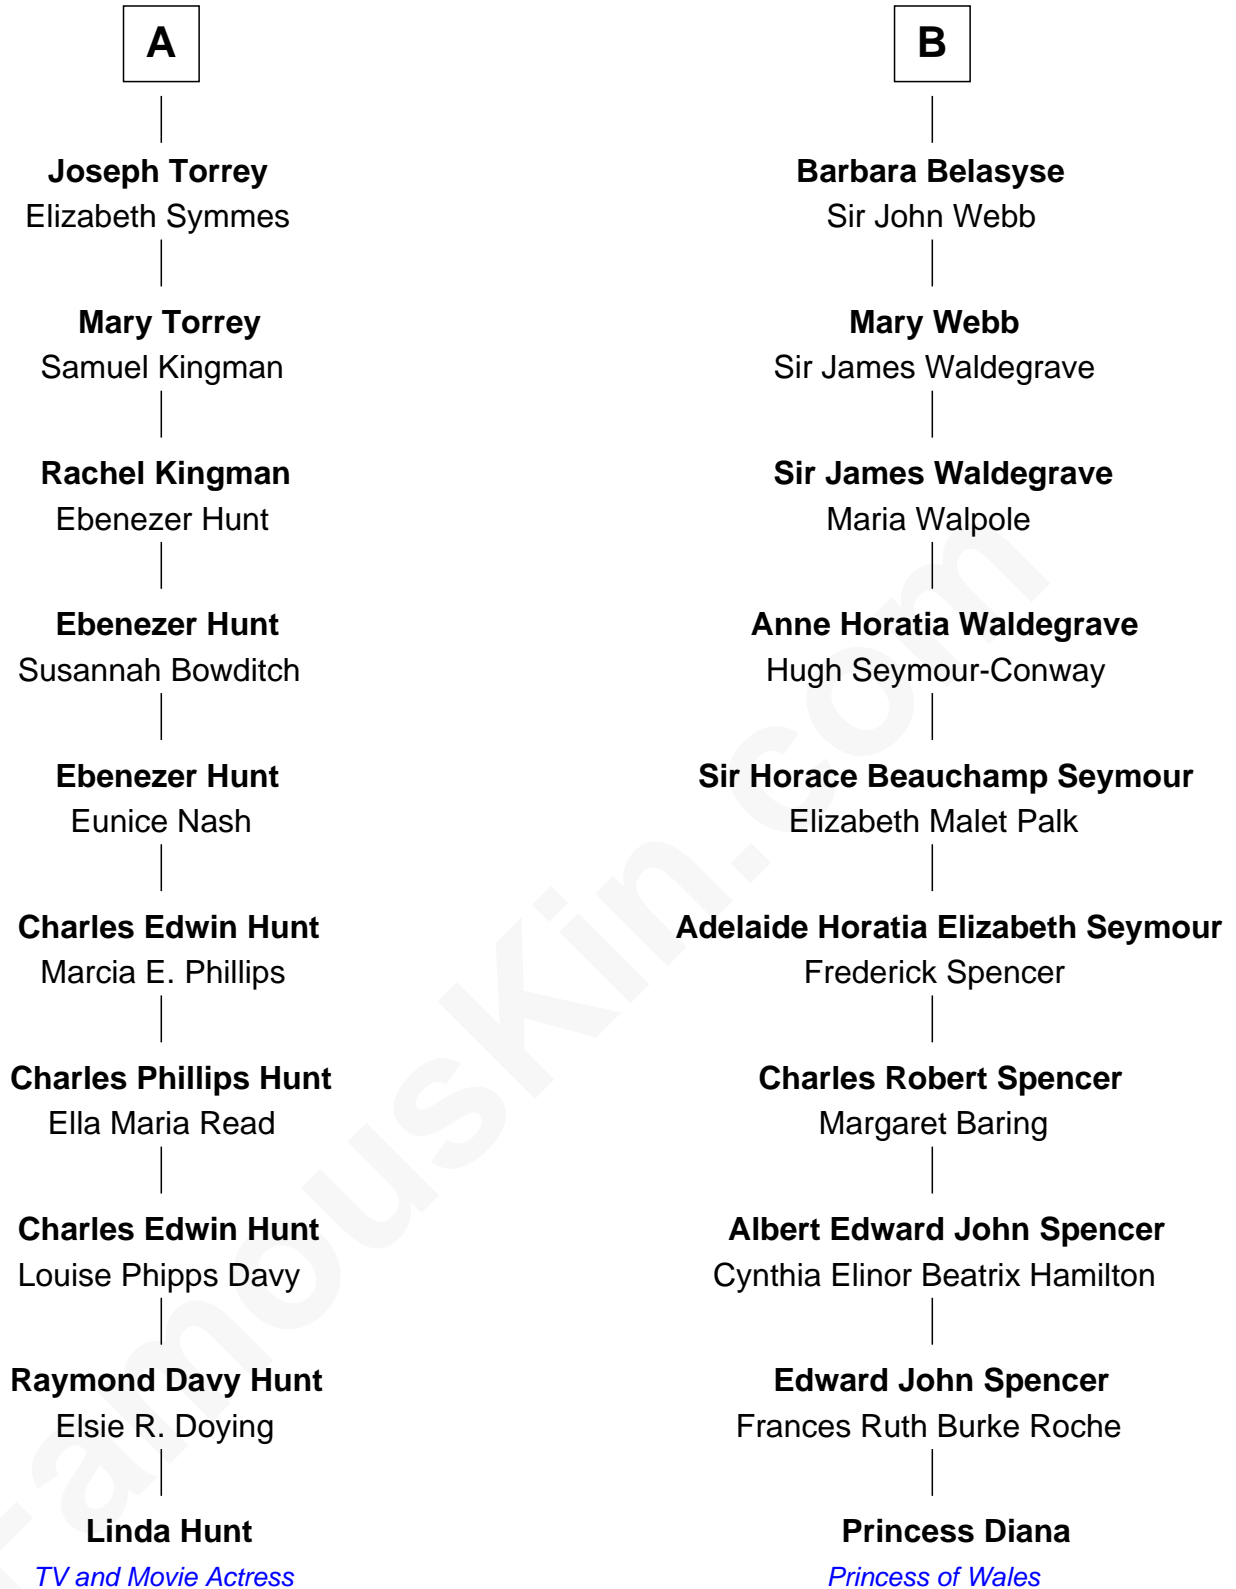 A
Joseph Torrey
Elizabeth Symmes
Mary Torrey
Samuel Kingman
Rachel Kingman
Ebenezer Hunt
Ebenezer Hunt
Susannah Bowditch
Ebenezer Hunt
Eunice Nash
Charles Edwin Hunt
Marcia E. Phillips
Charles Phillips Hunt
Ella Maria Read
Charles Edwin Hunt
Louise Phipps Davy
Raymond Davy Hunt
Elsie R. Doying
Linda Hunt
TV and Movie Actress
B
Barbara Belasyse
Sir John Webb
Mary Webb
Sir James Waldegrave
Sir James Waldegrave
Maria Walpole
Anne Horatia Waldegrave
Hugh Seymour-Conway
Sir Horace Beauchamp Seymour
Elizabeth Malet Palk
Adelaide Horatia Elizabeth Seymour
Frederick Spencer
Charles Robert Spencer
Margaret Baring
Albert Edward John Spencer
Cynthia Elinor Beatrix Hamilton
Edward John Spencer
Frances Ruth Burke Roche
Princess Diana
Princess of Wales
FamousKin.com